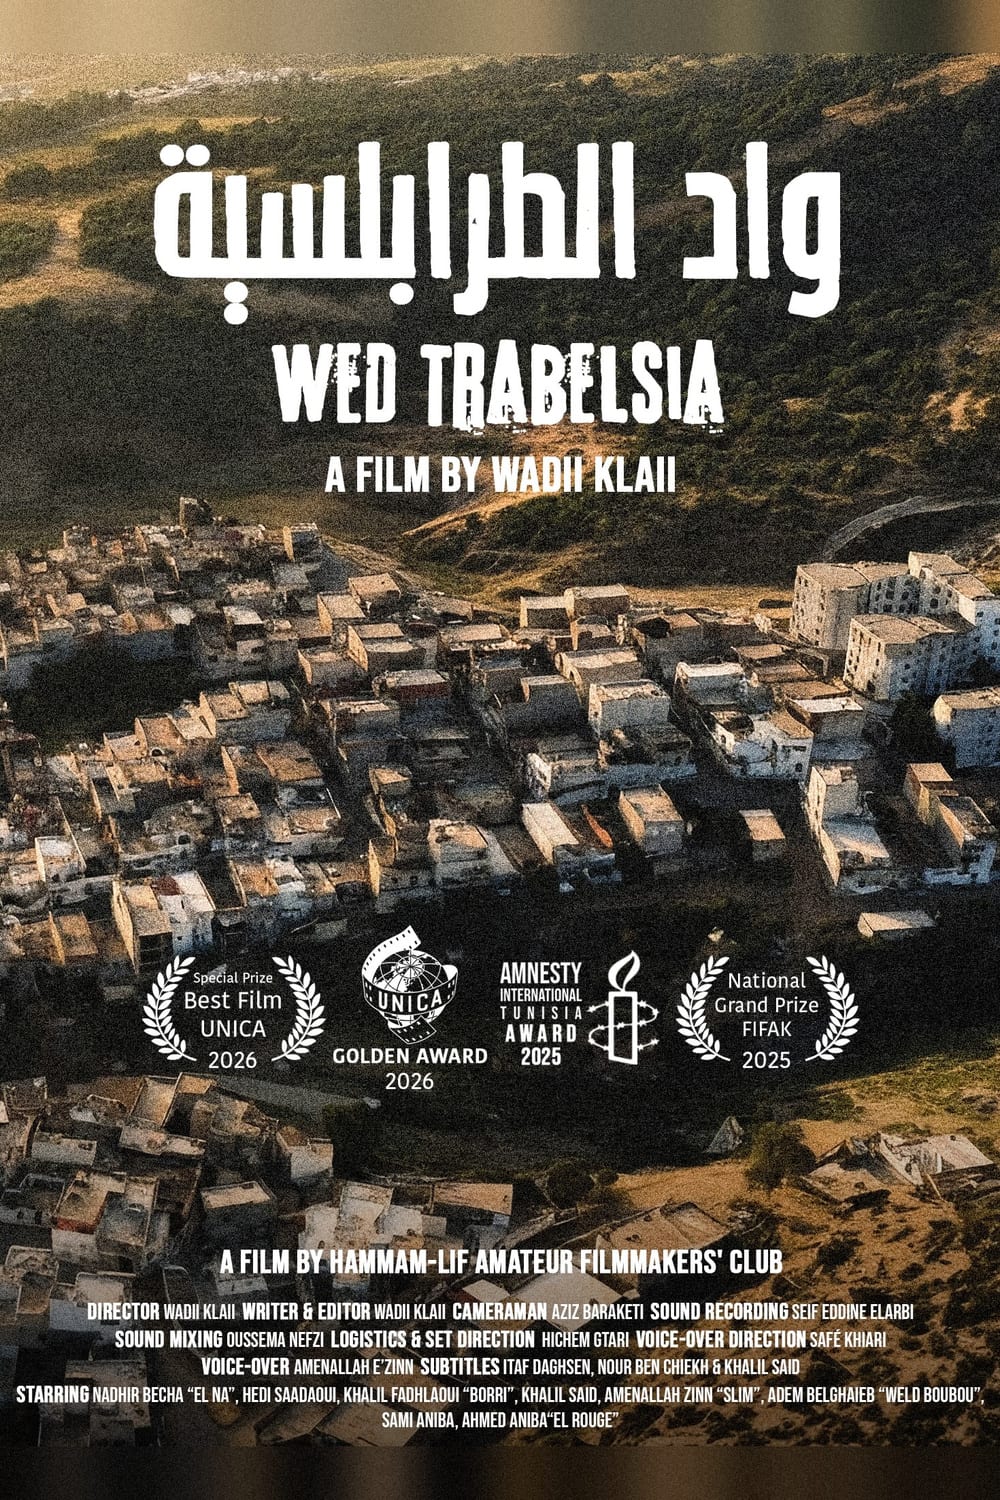 واد الطرابلسية
WED TRABELSIA
A FILM BY WADII KLAII
Special Prize
Best Film
UNICA
2026
UNICA
GOLDEN AWARD
2026
AMNESTY
INTERNATIONAL
TUNISIA
AWARD
2025
National
Grand Prize
FIFAK
2025
A FILM BY HAMMAM-LIF AMATEUR FILMMAKERS' CLUB
DIRECTOR WADII KLAII WRITER & EDITOR WADII KLAII CAMERAMAN AZIZ BARAKETI SOUND RECORDING SEIF EDDINE ELARBI
SOUND MIXING OUSSEMA NEFZI LOGISTICS & SET DIRECTION HICHEM GTARI VOICE-OVER DIRECTION SAFÉ KHIARI
VOICE-OVER AMENALLAH E'ZINN SUBTITLES ITAF DAGHSEN, NOUR BEN CHIEKH & KHALIL SAID
STARRING NADHIR BECHA “EL NA”, HEDI SAADAOUI, KHALIL FADHLAOUI “BORRI”, KHALIL SAID, AMENALLAH ZINN “SLIM”, ADEM BELGHAIEB “WELD BOUBOU”,
SAMI ANIBA, AHMED ANIBA“EL ROUGE”